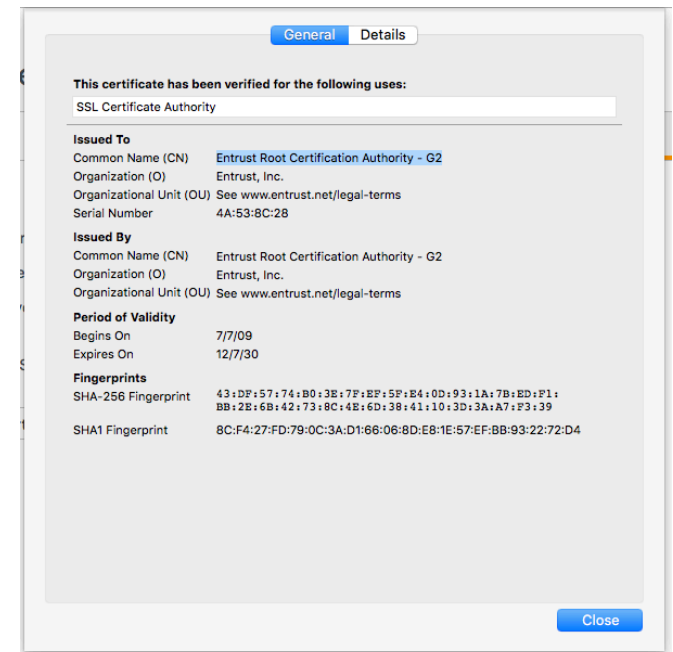 General Details
This certificate has been verified for the following uses:
SSL Certificate Authority
Issued To
Common Name (CN) Entrust Root Certification Authority - G2
Organization (O) Entrust, Inc.
Organizational Unit (OU) See www.entrust.net/legal-terms
Serial Number 4A:53:8C:28
Issued By
Common Name (CN) Entrust Root Certification Authority - G2
Organization (O) Entrust, Inc.
Organizational Unit (OU) See www.entrust.net/legal-terms
Period of Validity
Begins On 7/7/09
Expires On 12/7/30
Fingerprints
SHA-256 Fingerprint 43:DF:57:74:B0:3E:7F:EF:5F:E4:0D:93:1A:7B:ED:F1:
BB:2E:6B:42:73:8C:4E:6D:38:41:10:3D:3A:A7:F3:39
SHA1 Fingerprint 8C:F4:27:FD:79:0C:3A:D1:66:06:8D:E8:1E:57:EF:BB:93:22:72:D4
Close